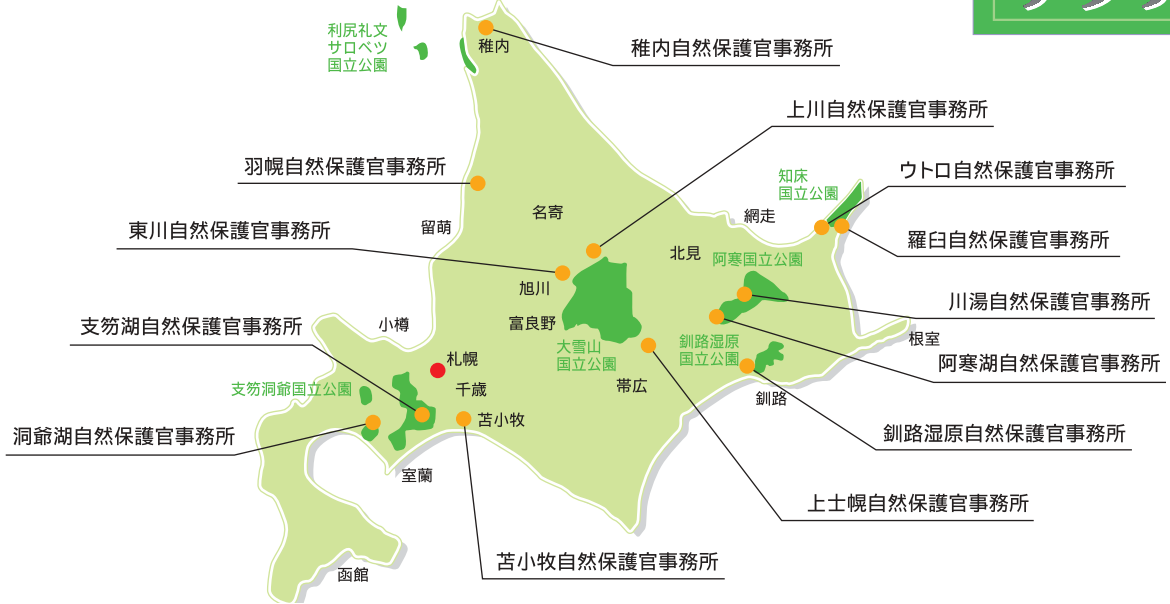 利尻礼文
サロベツ
国立公園
稚内
稚内自然保護官事務所
上川自然保護官事務所
羽幌自然保護官事務所
知床
国立公園
ウトロ自然保護官事務所
名寄
網走
留萌
東川自然保護官事務所
羅臼自然保護官事務所
北見
阿寒国立公園
旭川
川湯自然保護官事務所
富良野
支笏湖自然保護官事務所
小樽
釧路湿原
国立公園
根室
大雪山
国立公園
札幌
阿寒湖自然保護官事務所
千歳
帯広
支笏洞爺国立公園
釧路
苫小牧
洞爺湖自然保護官事務所
釧路湿原自然保護官事務所
室蘭
上士幌自然保護官事務所
苫小牧自然保護官事務所
函館